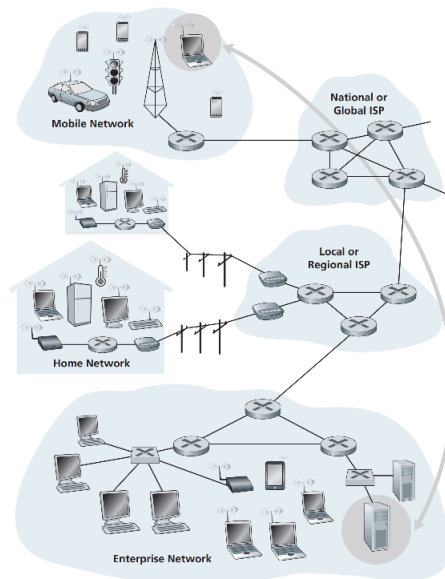 National or
Global ISP
Mobile Network
Local or
Regional ISP
Home Network
Enterprise Network